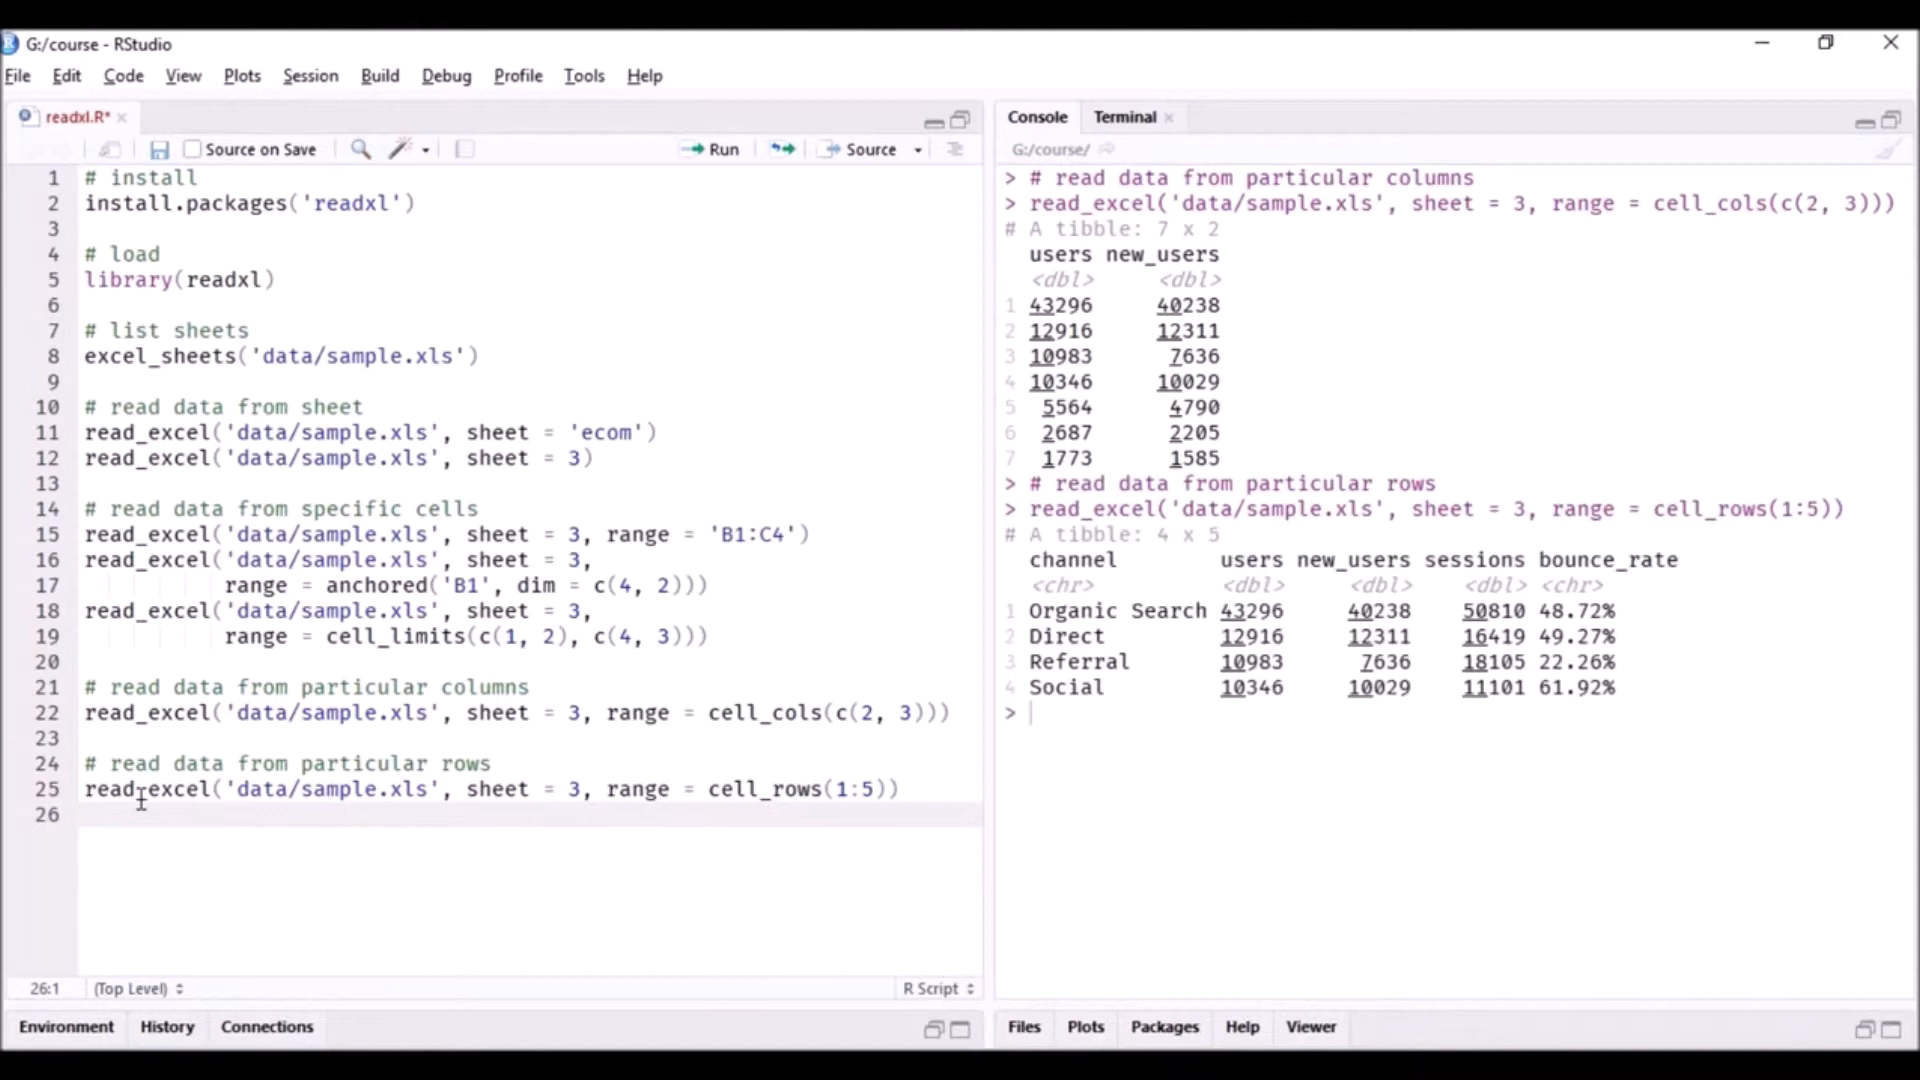 G:/course - RStudio
File Edit Code View Plots Session Build Debug Profile Tools Help
readxl.R*
Source on Save Run Source
1 # install
2 install.packages('readxl')
3
4 # load
5 library(readxl)
6
7 # list sheets
8 excel_sheets('data/sample.xls')
9
10 # read data from sheet
11 read_excel('data/sample.xls', sheet = 'ecom')
12 read_excel('data/sample.xls', sheet = 3)
13
14 # read data from specific cells
15 read_excel('data/sample.xls', sheet = 3, range = 'B1:C4')
16 read_excel('data/sample.xls', sheet = 3,
17 range = anchored('B1', dim = c(4, 2)))
18 read_excel('data/sample.xls', sheet = 3,
19 range = cell_limits(c(1, 2), c(4, 3)))
20
21 # read data from particular columns
22 read_excel('data/sample.xls', sheet = 3, range = cell_cols(c(2, 3)))
23
24 # read data from particular rows
25 read_excel('data/sample.xls', sheet = 3, range = cell_rows(1:5))
26
26:1 (Top Level) R Script
Environment History Connections
Console Terminal
G:/course/
> # read data from particular columns
> read_excel('data/sample.xls', sheet = 3, range = cell_cols(c(2, 3)))
# A tibble: 7 x 2
users new_users
<dbl> <dbl>
1 43296 40238
2 12916 12311
3 10983 7636
4 10346 10029
5 5564 4790
6 2687 2205
7 1773 1585
> # read data from particular rows
> read_excel('data/sample.xls', sheet = 3, range = cell_rows(1:5))
# A tibble: 4 x 5
channel users new_users sessions bounce_rate
<chr> <dbl> <dbl> <dbl> <chr>
1 Organic Search 43296 40238 50810 48.72%
2 Direct 12916 12311 16419 49.27%
3 Referral 10983 7636 18105 22.26%
4 Social 10346 10029 11101 61.92%
>
Files Plots Packages Help Viewer